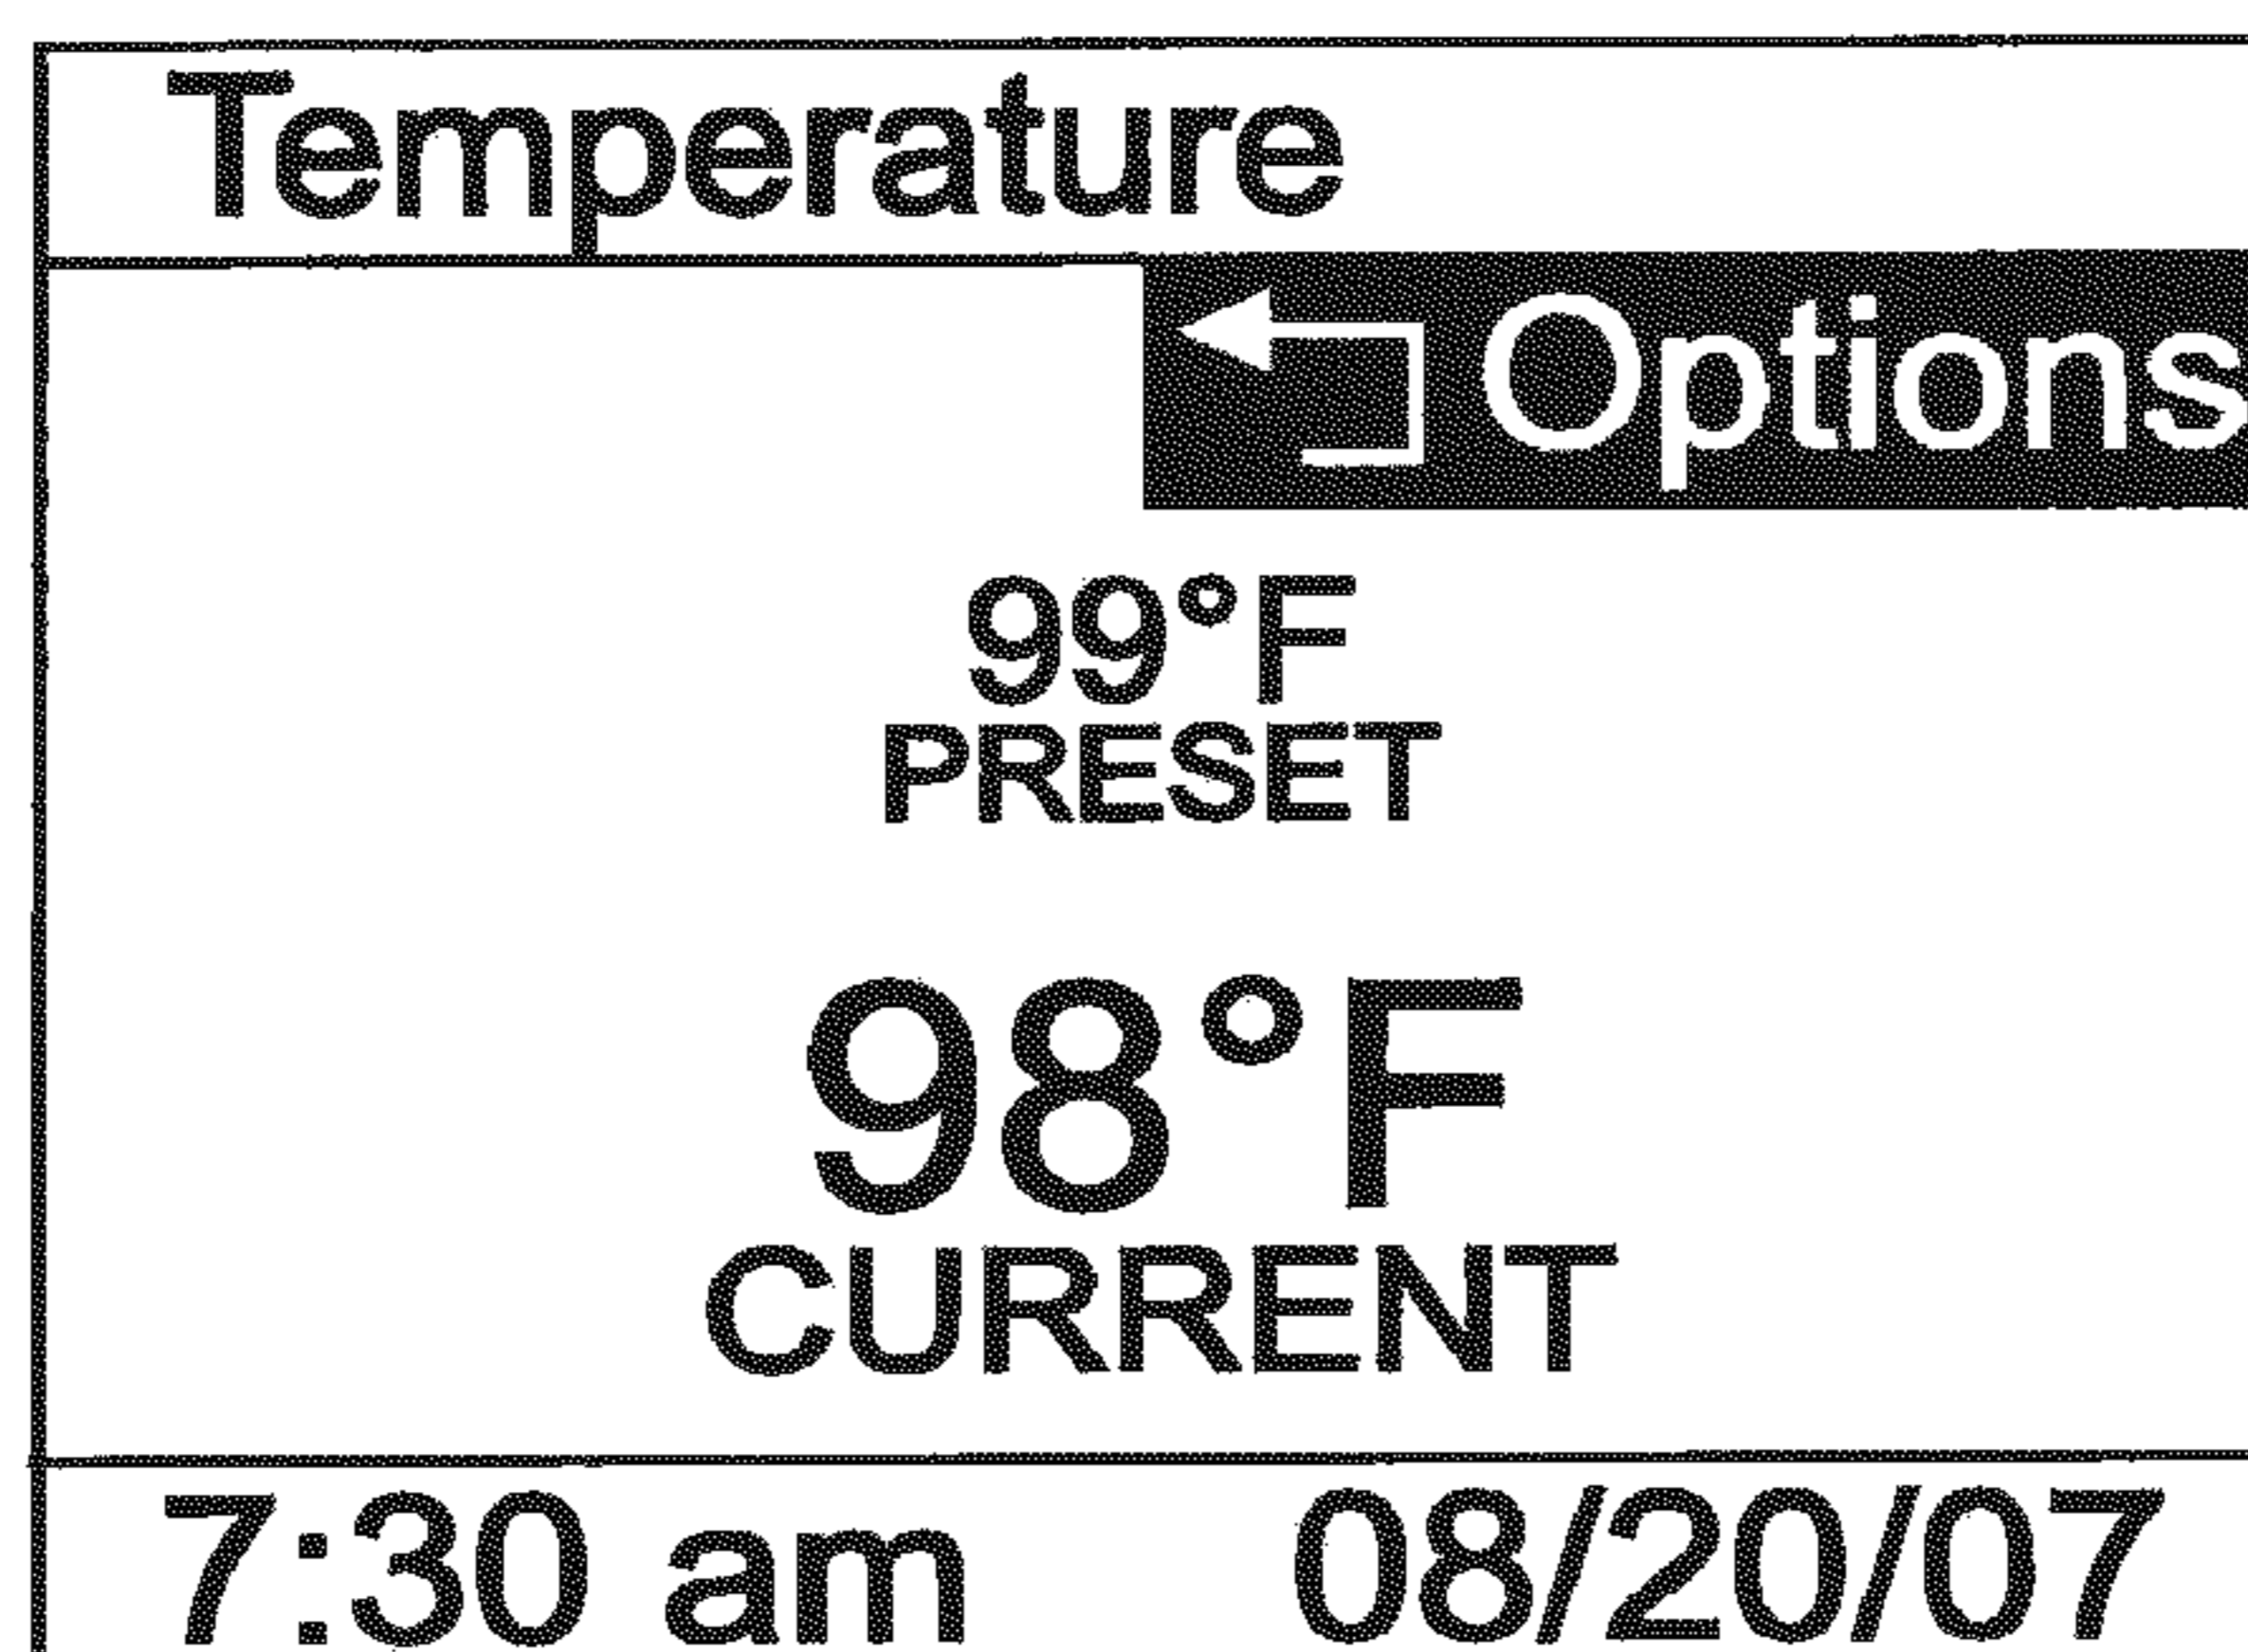 Temperature
Options
99°F
PRESET
98°F
CURRENT
7:30 am 08/20/07